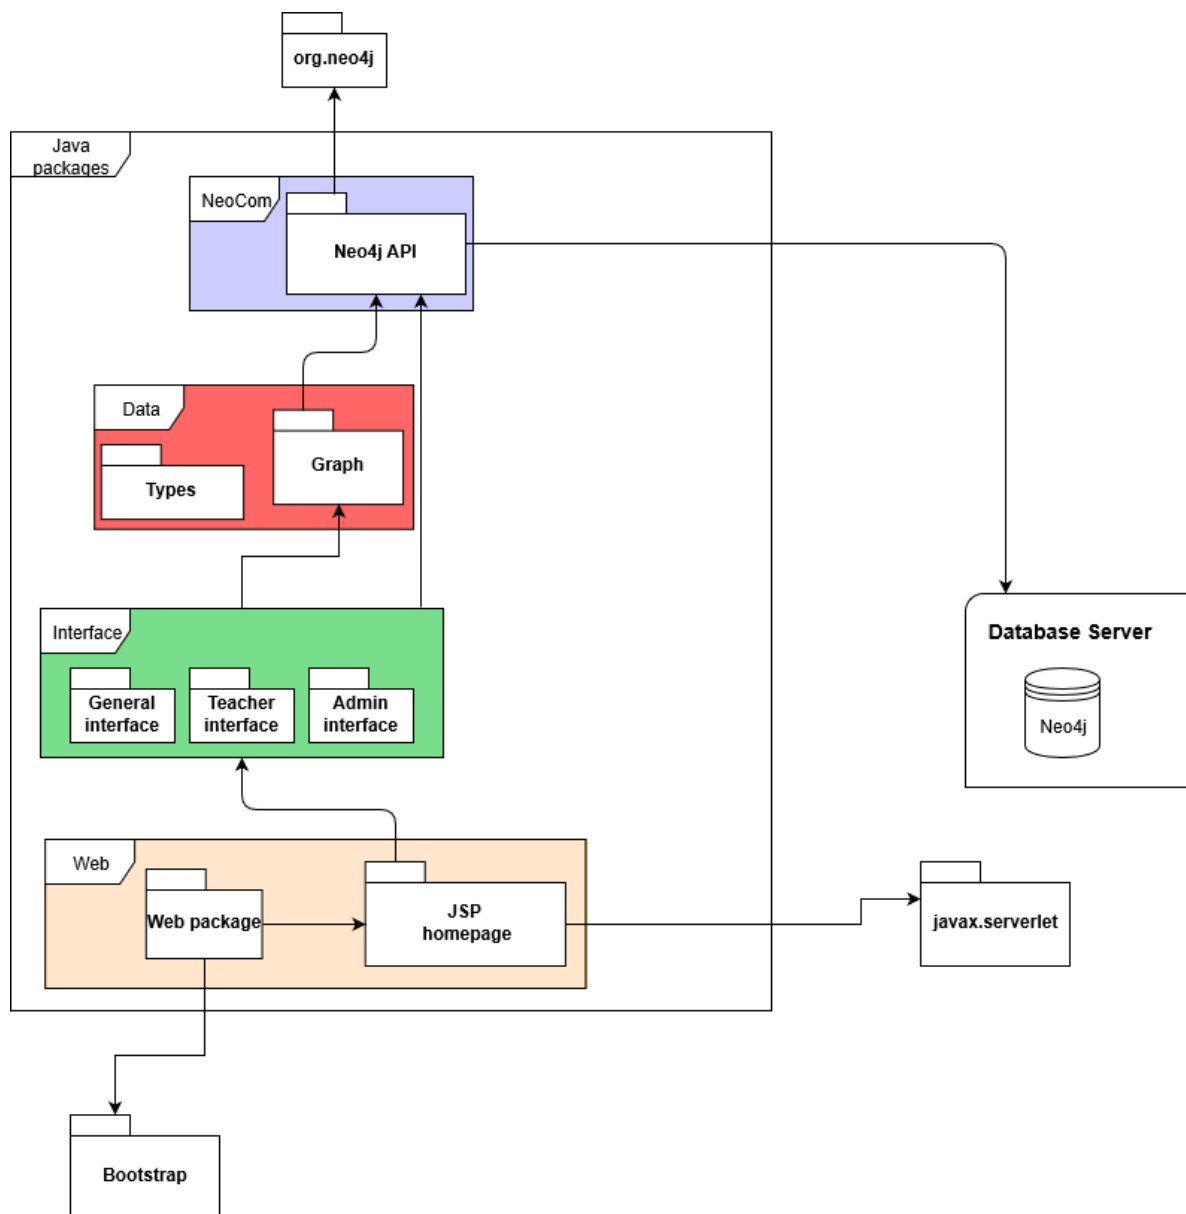 org.neo4j
Java
packages
NeoCom
Neo4j API
Data
Graph
Types
Interface
General
interface
Teacher
interface
Admin
interface
Database Server
Neo4j
Web
Web package
JSP
homepage
javax.serverlet
Bootstrap